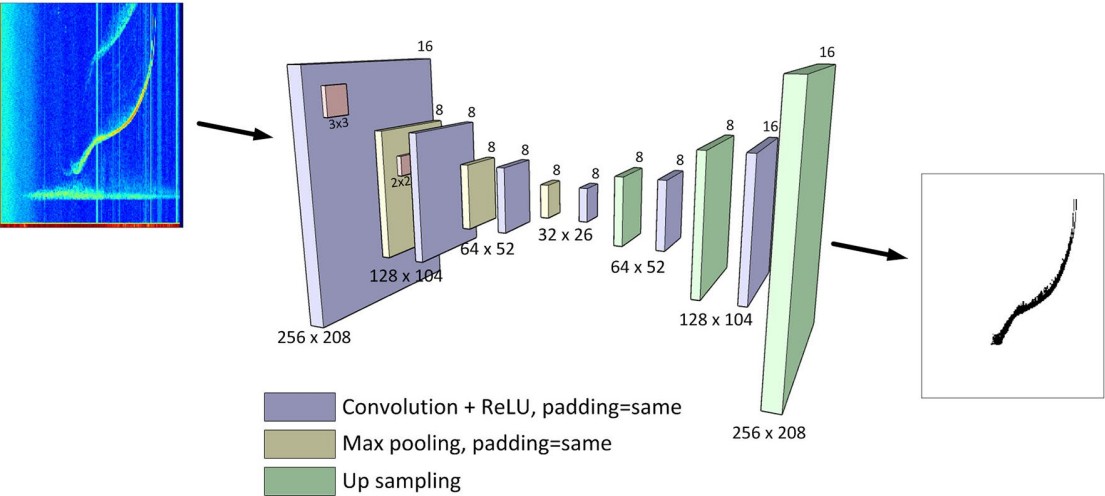 16
3x3
8
2x2
8
128 x 104
256 x 208
8
8
64 x 52
8
8
32 x 26
8
8
64 x 52
8
16
128 x 104
16
256 x 208
Convolution + ReLU, padding=same
Max pooling, padding=same
Up sampling